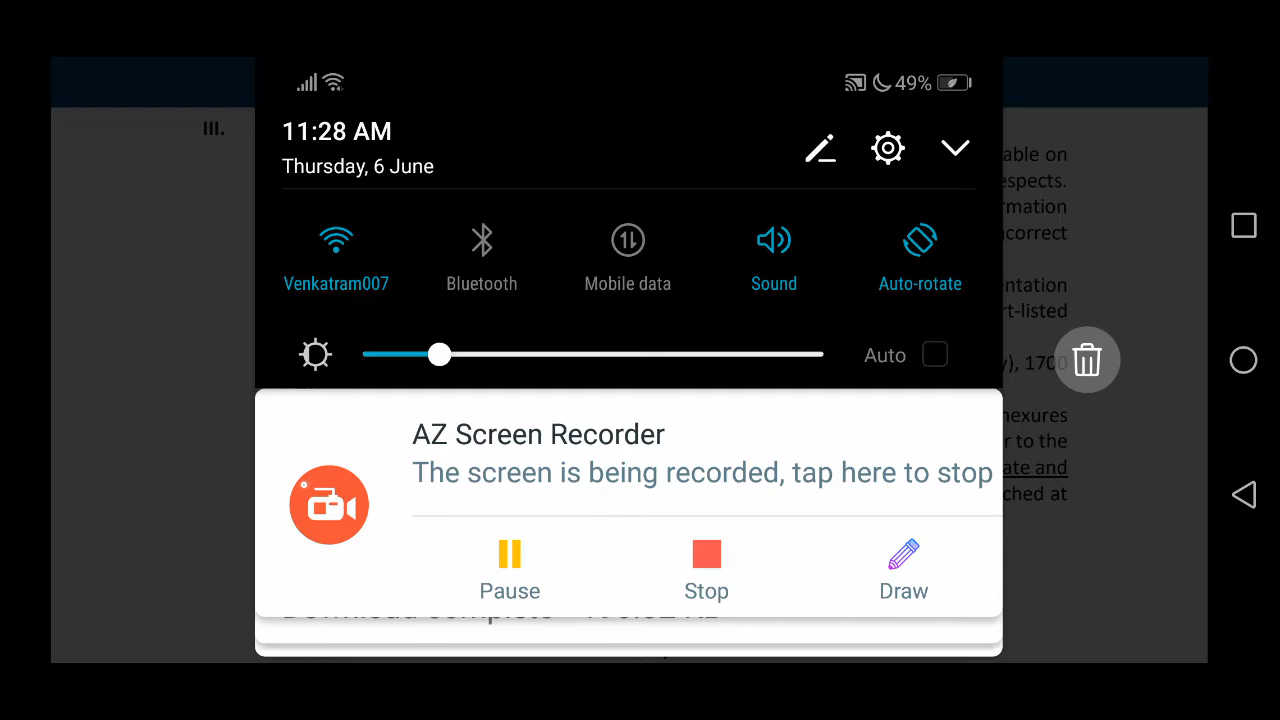 49%
III.
11:28 AM
Thursday, 6 June
able on
espects.
rmation
correct
Venkatram007
Bluetooth
Mobile data
Sound
Auto-rotate
entation
rt-listed
Auto
), 1700
AZ Screen Recorder
The screen is being recorded, tap here to stop
nexures
r to the
ate and
ched at
Pause
Stop
Draw